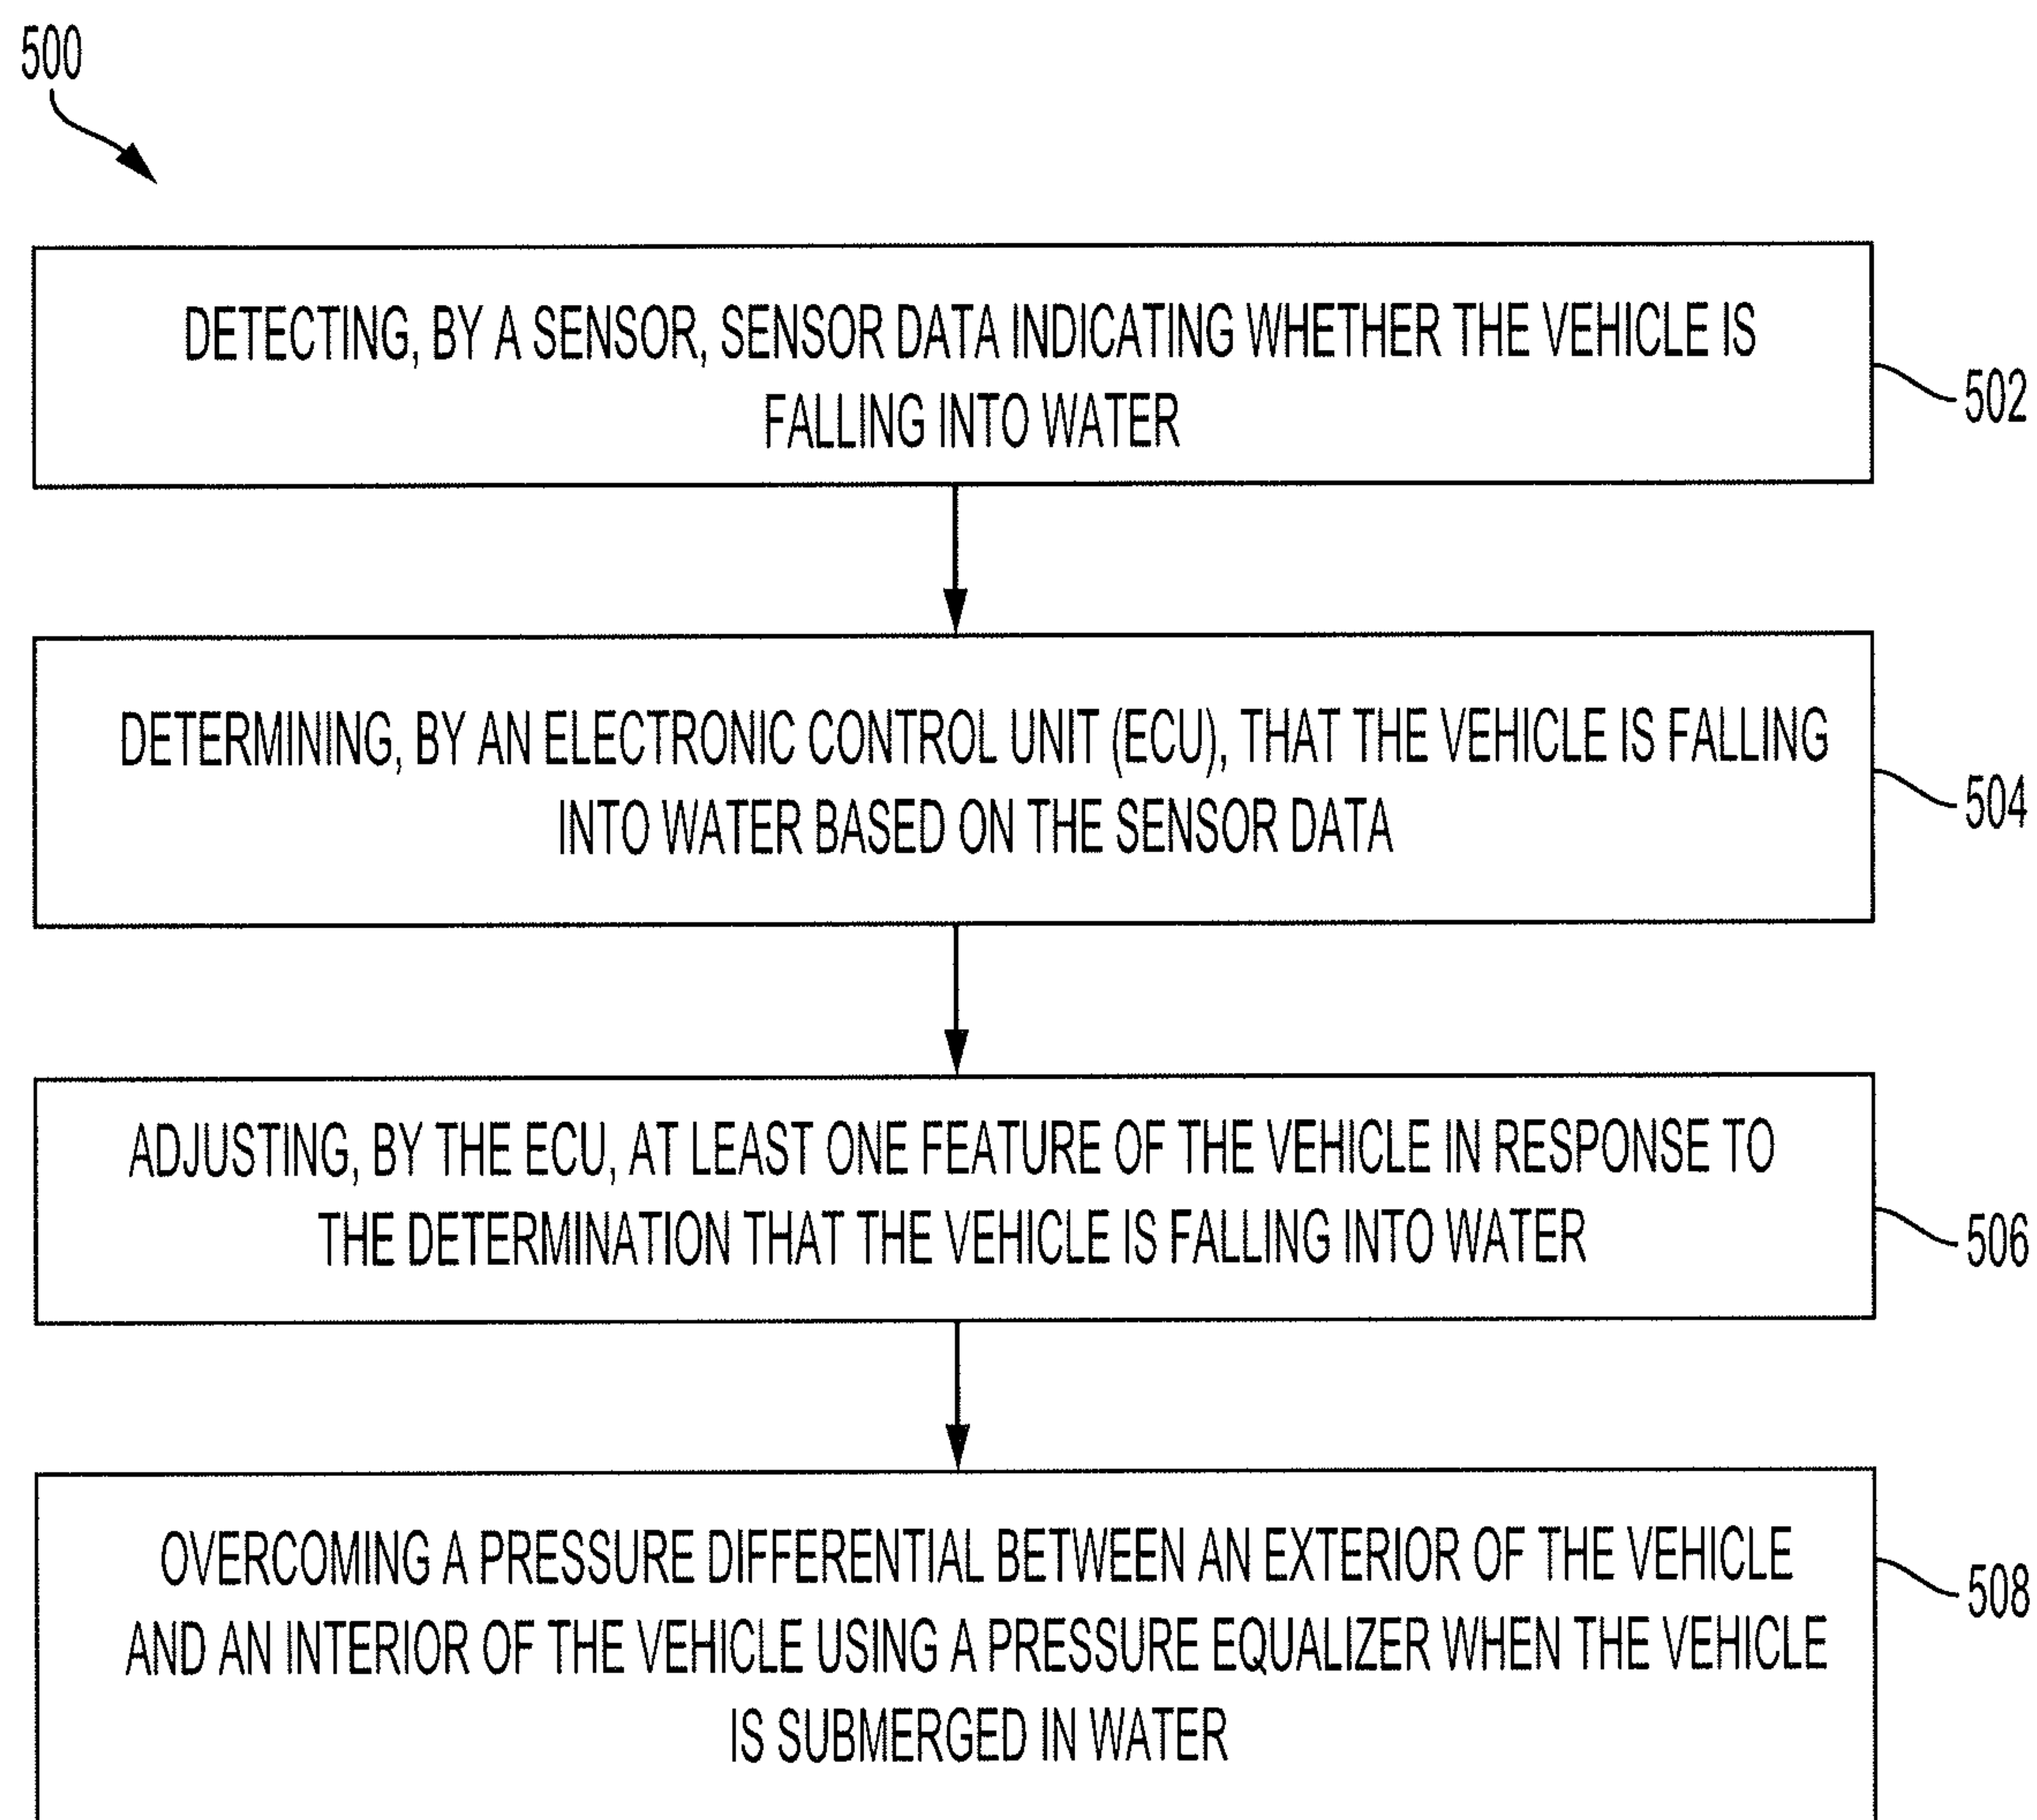 500
DETECTING, BY A SENSOR, SENSOR DATA INDICATING WHETHER THE VEHICLE IS
FALLING INTO WATER
502
DETERMINING, BY AN ELECTRONIC CONTROL UNIT (ECU), THAT THE VEHICLE IS FALLING
INTO WATER BASED ON THE SENSOR DATA
504
ADJUSTING, BY THE ECU, AT LEAST ONE FEATURE OF THE VEHICLE IN RESPONSE TO
THE DETERMINATION THAT THE VEHICLE IS FALLING INTO WATER
506
OVERCOMING A PRESSURE DIFFERENTIAL BETWEEN AN EXTERIOR OF THE VEHICLE
AND AN INTERIOR OF THE VEHICLE USING A PRESSURE EQUALIZER WHEN THE VEHICLE
IS SUBMERGED IN WATER
508